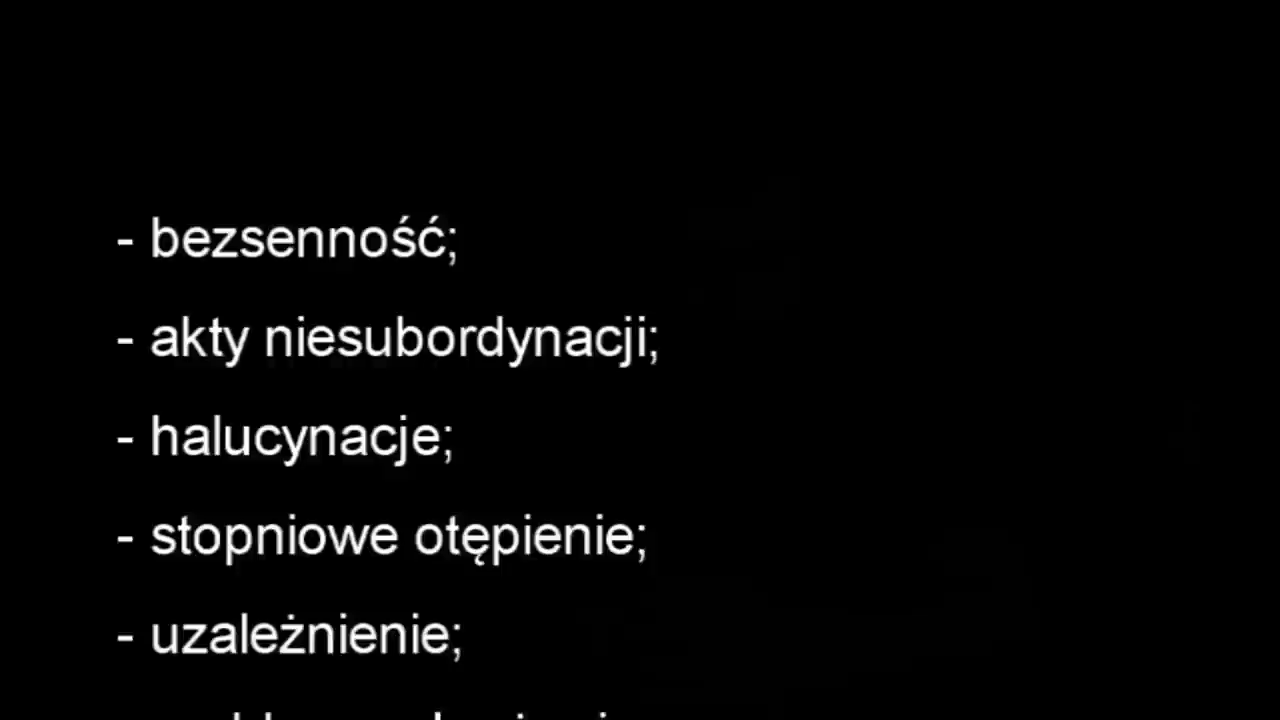 - bezsenność;
- akty niesubordynacji;
- halucynacje;
- stopniowe otępienie;
- uzależnienie;